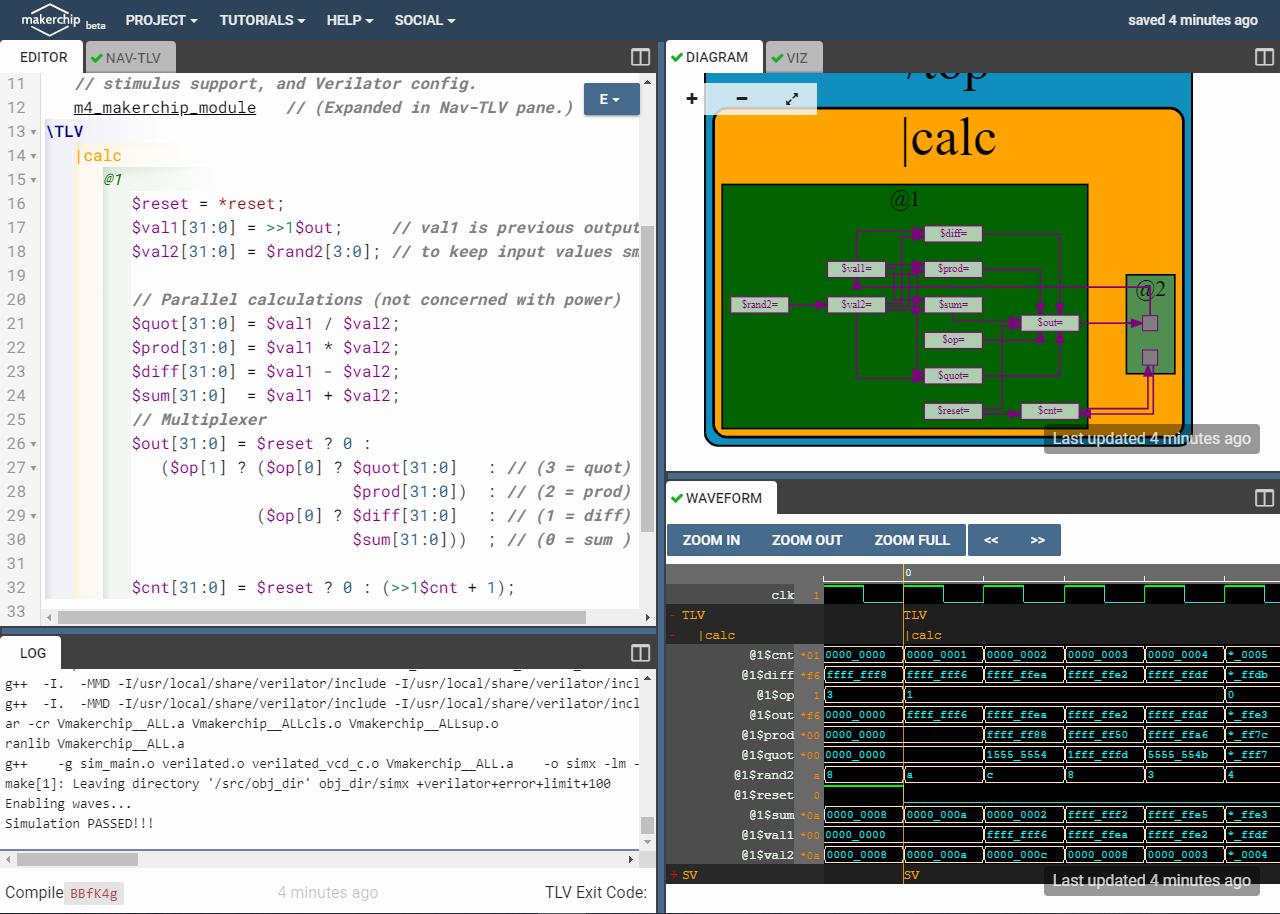 makerchip beta PROJECT TUTORIALS HELP SOCIAL saved 4 minutes ago
EDITOR NAV-TLV
11 // stimulus support, and Verilator config.
12 m4_makerchip_module // (Expanded in Nav-TLV pane.)
E
13 \TLV
14 |calc
15 @1
16 $reset = *reset;
17 $val1[31:0] = >>1$out; // val1 is previous output
18 $val2[31:0] = $rand2[3:0]; // to keep input values sm
19
20 // Parallel calculations (not concerned with power)
21 $quot[31:0] = $val1 / $val2;
22 $prod[31:0] = $val1 * $val2;
23 $diff[31:0] = $val1 - $val2;
24 $sum[31:0] = $val1 + $val2;
25 // Multiplexer
26 $out[31:0] = $reset ? 0 :
27 ($op[1] ? ($op[0] ? $quot[31:0] : // (3 = quot)
28 $prod[31:0]) : // (2 = prod)
29 ($op[0] ? $diff[31:0] : // (1 = diff)
30 $sum[31:0])) ; // (0 = sum )
31
32 $cnt[31:0] = $reset ? 0 : (>>1$cnt + 1);
33
LOG
g++ -I. -MMD -I/usr/local/share/verilator/include -I/usr/local/share/verilator/incl
g++ -I. -MMD -I/usr/local/share/verilator/include -I/usr/local/share/verilator/incl
ar -cr Vmakerchip__ALL.a Vmakerchip__ALLcls.o Vmakerchip__ALLsup.o
ranlib Vmakerchip__ALL.a
g++ -g sim_main.o verilated.o verilated_vcd_c.o Vmakerchip__ALL.a -o simx -lm -
make[1]: Leaving directory '/src/obj_dir' obj_dir/simx +verilator+error+limit+100
Enabling waves...
Simulation PASSED!!!
Compile BBfK4g 4 minutes ago TLV Exit Code:
DIAGRAM VIZ
/top
|calc
@1
$diff=
$val1= $prod=
@2
$rand2= $val2= $sum=
$out=
$op=
$quot=
$reset= $cnt=
Last updated 4 minutes ago
WAVEFORM
ZOOM IN ZOOM OUT ZOOM FULL << >>
0
clk 1
TLV TLV
|calc |calc
@1$cnt *01 0000_0000 0000_0001 0000_0002 0000_0003 0000_0004 *_0005
@1$diff *f6 ffff_fff8 ffff_fff6 ffff_ffea ffff_ffe2 ffff_ffdf *_ffdb
@1$op 1 3 1 0
@1$out *f6 0000_0000 ffff_fff6 ffff_ffea ffff_ffe2 ffff_ffdf *_ffe3
@1$prod *00 0000_0000 ffff_ff88 ffff_ff50 ffff_ffa6 *_ff7c
@1$quot *00 0000_0000 1555_5554 1fff_fffd 5555_554b *_fff7
@1$rand2 a 8 a c 8 3 4
@1$reset 0
@1$sum *0a 0000_0008 0000_000a 0000_0002 ffff_fff2 ffff_ffe5 *_ffe3
@1$val1 *00 0000_0000 ffff_fff6 ffff_ffea ffff_ffe2 *_ffdf
@1$val2 *0a 0000_0008 0000_000a 0000_000c 0000_0008 0000_0003 *_0004
+ SV SV
Last updated 4 minutes ago